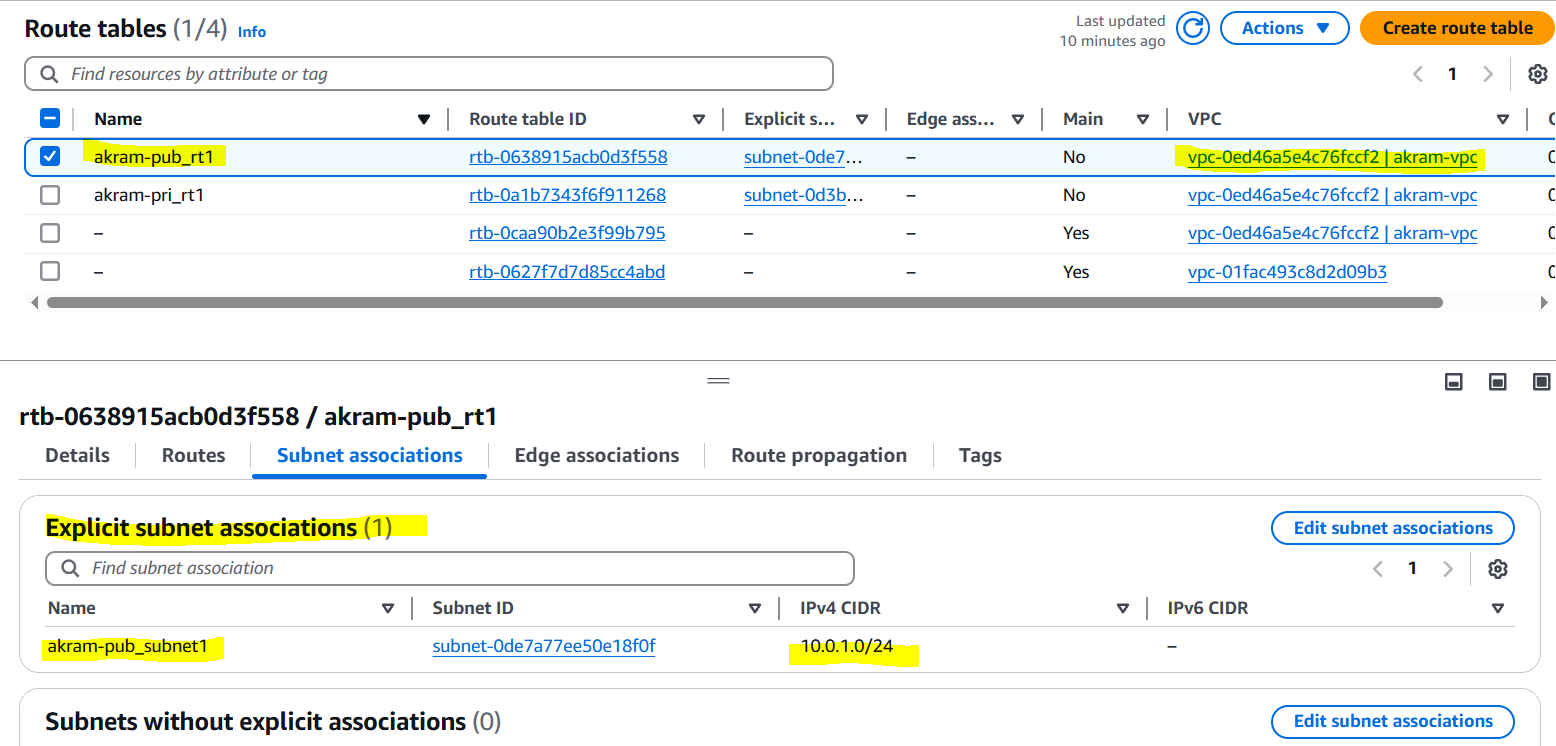 Route tables (1/4) Info
Last updated
10 minutes ago
Actions
Create route table
Find resources by attribute or tag
1
Name Route table ID Explicit s... Edge ass... Main VPC
akram-pub_rt1 rtb-0638915acb0d3f558 subnet-0de7... – No vpc-0ed46a5e4c76fccf2 | akram-vpc
akram-pri_rt1 rtb-0a1b7343f6f911268 subnet-0d3b... – No vpc-0ed46a5e4c76fccf2 | akram-vpc
– rtb-0caa90b2e3f99b795 – – Yes vpc-0ed46a5e4c76fccf2 | akram-vpc
– rtb-0627f7d7d85cc4abd – – Yes vpc-01fac493c8d2d09b3
rtb-0638915acb0d3f558 / akram-pub_rt1
Details Routes Subnet associations Edge associations Route propagation Tags
Explicit subnet associations (1)
Edit subnet associations
Find subnet association
1
Name Subnet ID IPv4 CIDR IPv6 CIDR
akram-pub_subnet1 subnet-0de7a77ee50e18f0f 10.0.1.0/24 –
Subnets without explicit associations (0)
Edit subnet associations